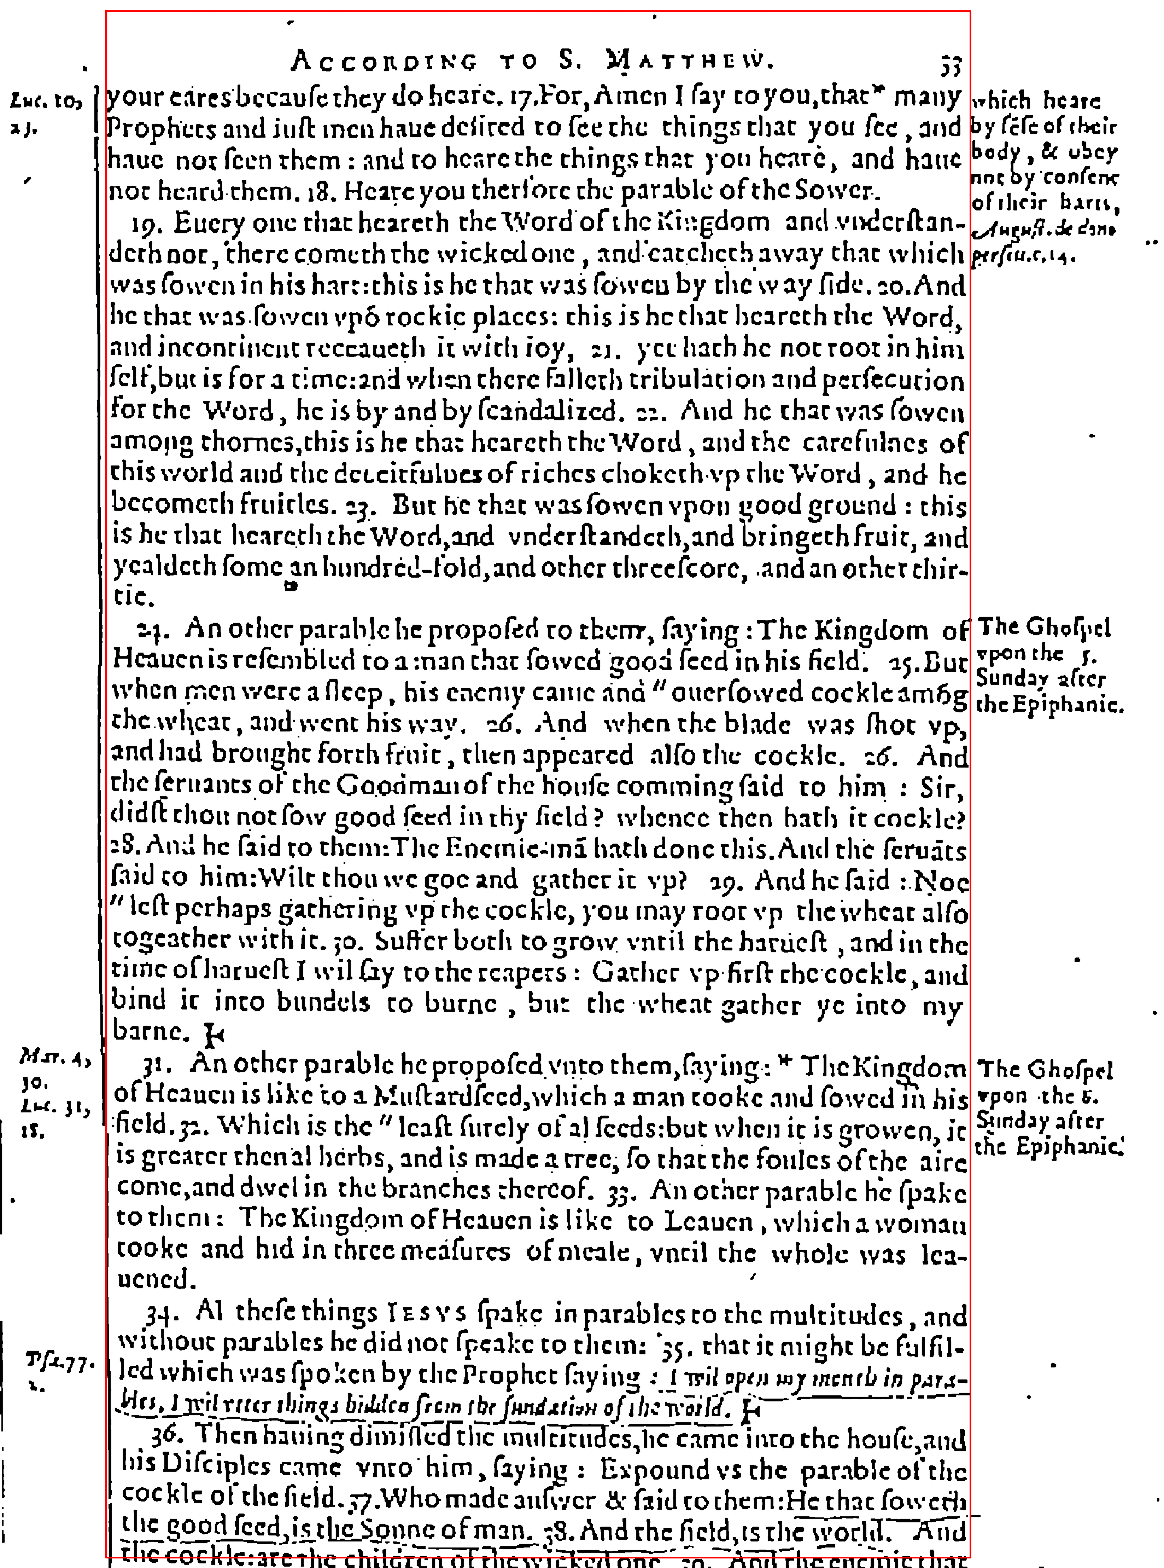 ACCORDING TO S. MATTHEW. 33
your eares becauſe they do heare. 17. For, Amen I ſay to you, that* many
Prophets and iuſt men haue deſired to ſee the things that you ſee, and
haue not ſeen them: and to heare the things that you heare, and haue
not heard them. 18. Heare you therfore the parable of the Sower.
19. Euery one that heareth the Word of the Kingdom and vnderſtan-
deth not, there cometh the wicked one, and catcheth away that which
was ſowen in his hart: this is he that was ſowen by the way ſide. 20. And
he that was ſowen vpō rockie places: this is he that heareth the Word,
and incontinent receaueth it with ioy, 21. yet hath he not root in him
ſelf, but is for a time: and when there falleth tribulation and perſecution
for the Word, he is by and by ſcandalized. 22. And he that was ſowen
among thornes, this is he that heareth the Word, and the carefulnes of
this world and the deceitfulnes of riches choketh vp the Word, and he
becometh fruitles. 23. But he that was ſowen vpon good ground: this
is he that heareth the Word, and vnderſtandeth, and bringeth fruit, and
yealdeth ſome an hundred-fold, and other threeſcore, and an other thir-
tie.
24. An other parable he propoſed to them, ſaying: The Kingdom of
Heauen is reſembled to a man that ſowed good ſeed in his field. 25. But
when men were a ſleep, his enemy came and " ouerſowed cockle amōg
the wheat, and went his way. 26. And when the blade was ſhot vp,
and had brought forth fruit, then appeared alſo the cockle. 26. And
the ſeruants of the Goodman of the houſe comming ſaid to him: Sir,
didſt thou not ſow good ſeed in thy field? whence then hath it cockle?
28. And he ſaid to them: The Enemie-mā hath done this. And the ſeruāts
ſaid to him: Wilt thou we goe and gather it vp? 29. And he ſaid: Noe
" leſt perhaps gathering vp the cockle, you may root vp the wheat alſo
togeather with it. 30. Suffer both to grow vntil the harueſt, and in the
time of harueſt I wil ſay to the reapers: Gather vp firſt the cockle, and
bind it into bundels to burne, but the wheat gather ye into my
barne.
31. An other parable he propoſed vnto them, ſaying: * The Kingdom
of Heauen is like to a Muſtardſeed, which a man tooke and ſowed in his
field. 32. Which is the " leaſt ſurely of al ſeeds: but when it is growen, it
is greater then al herbs, and is made a tree, ſo that the foules of the aire
come, and dwel in the branches thereof. 33. An other parable he ſpake
to them: The Kingdom of Heauen is like to Leauen, which a woman
tooke and hid in three meaſures of meale, vntil the whole was lea-
uened.
34. Al theſe things IESVS ſpake in parables to the multitudes, and
without parables he did not ſpeake to them: 35. that it might be fulfil-
led which was ſpoken by the Prophet ſaying: I wil open my mouth in para-
bles, I wil vtter things hidden from the fundation of the world.
36. Then hauing dimiſſed the multitudes, he came into the houſe, and
his Diſciples came vnto him, ſaying: Expound vs the parable of the
cockle of the field. 37. Who made anſwer & ſaid to them: He that ſoweth
the good ſeed, is the Sonne of man. 38. And the field, is the world. And
the cockle: are the children of the wicked one. 39. And the enemie that
Luc. 10,
23.
Mar. 4,
30.
Luc. 31,
18.
Pſa. 77.
2.
which heare
by ſēſe of their
body, & obey
not by conſent
of their hart,
Auguſt. de dono
perſeu. c. 14.
The Ghoſpel
vpon the 5.
Sunday after
the Epiphanie.
The Ghoſpel
vpon the 6.
Sunday after
the Epiphanie.